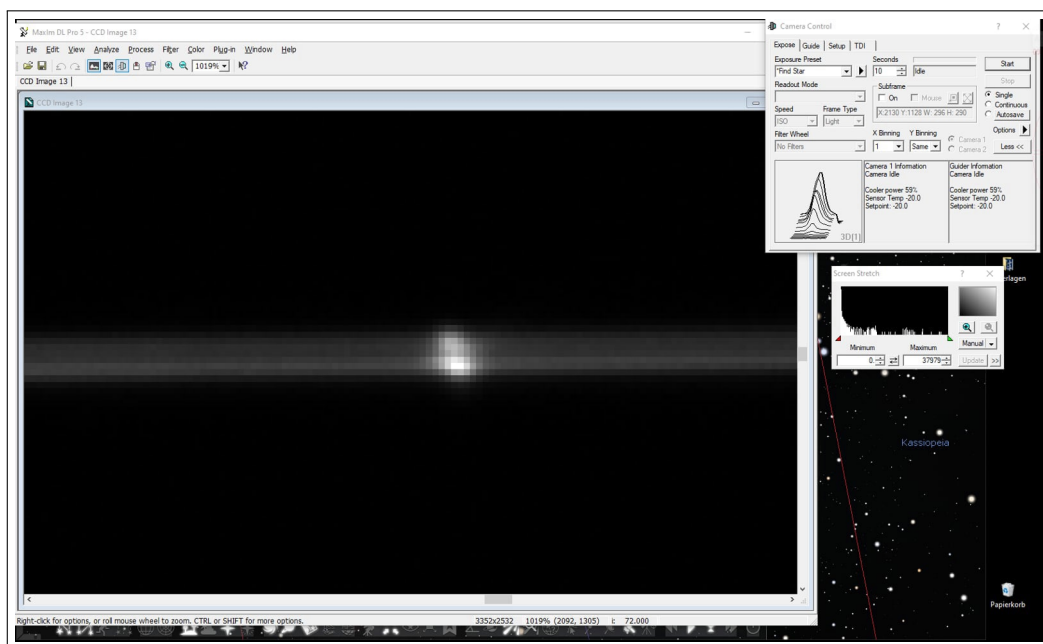 MaxIm DL Pro 5 - CCD Image 13
File Edit View Analyze Process Filter Color Plug-in Window Help
1019%
CCD Image 13
CCD Image 13
Right-click for options, or roll mouse wheel to zoom. CTRL or SHIFT for more options. 3352x2532 1019% (2092, 1305) i: 72.000
Camera Control
Expose Guide Setup TDI
Exposure Preset Seconds
*Find Star 10 Idle Start
Readout Mode Subframe Stop
On Mouse Single
Speed Frame Type X:2130 Y:1128 W: 296 H: 290 Continuous
ISO Light Autosave
Filter Wheel X Binning Y Binning Camera 1 Options
No Filters 1 Same Camera 2 Less <<
Camera 1 Information Guider Information
Camera Idle Camera Idle
Cooler power 59% Cooler power 59%
Sensor Temp -20.0 Sensor Temp -20.0
Setpoint: -20.0 Setpoint: -20.0
3D[1]
Screen Stretch
Minimum Maximum Manual
0. 37979 Update >>
erlagen
Kassiopeia
Papierkorb